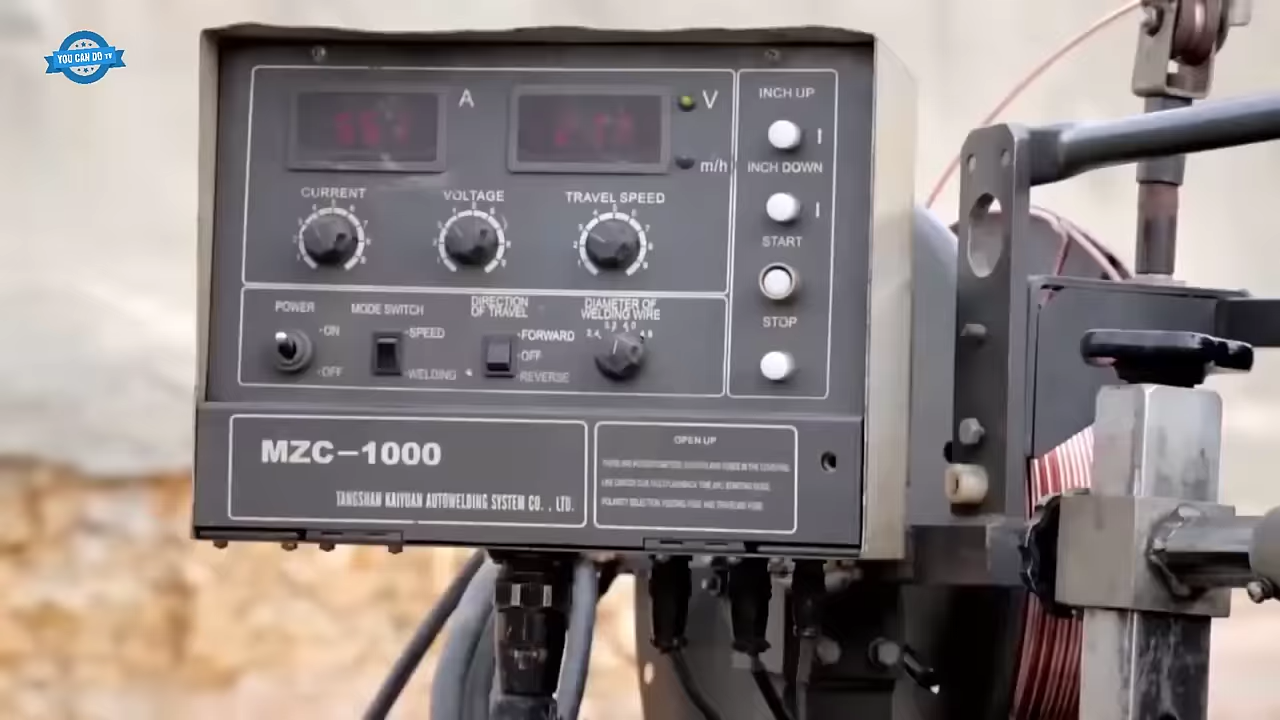 YOU CAN DO TV
A
V
m/h
CURRENT
VOLTAGE
TRAVEL SPEED
INCH UP
INCH DOWN
START
STOP
POWER
ON
OFF
MODE SWITCH
SPEED
WELDING
DIRECTION
OF TRAVEL
FORWARD
OFF
REVERSE
DIAMETER OF
WELDING WIRE
MZC-1000
TANGSHAN KAIYUAN AUTOWELDING SYSTEM CO., LTD.
OPEN UP